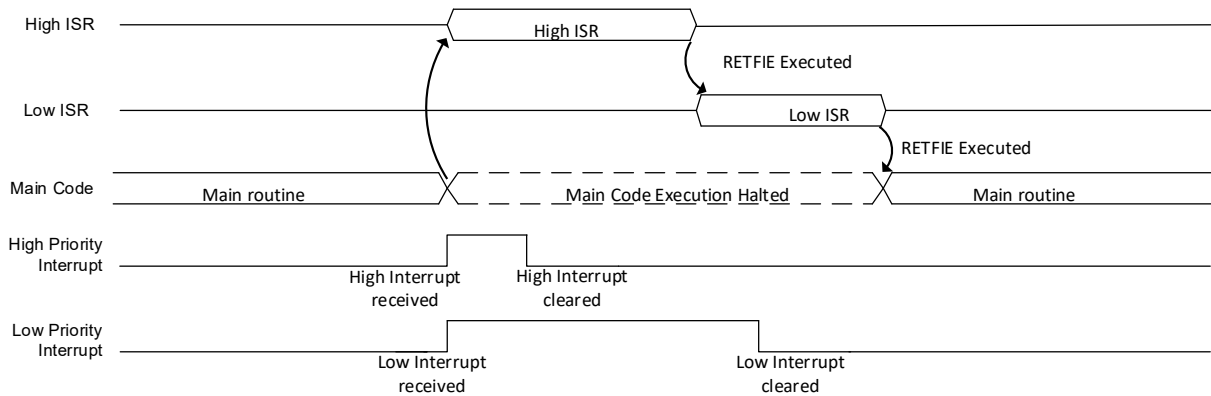 High ISR
High ISR
RETFIE Executed
Low ISR
Low ISR
RETFIE Executed
Main Code
Main routine
Main Code Execution Halted
Main routine
High Priority
Interrupt
High Interrupt
received
High Interrupt
cleared
Low Priority
Interrupt
Low Interrupt
received
Low Interrupt
cleared